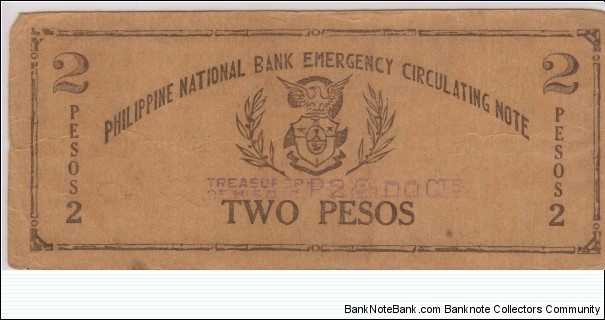 2 2
PHILIPPINE NATIONAL BANK EMERGENCY CIRCULATING NOTE
PESOS PESOS
2 2
TREASURER
TWO PESOS
BankNoteBank.com - Banknote Collectors Community